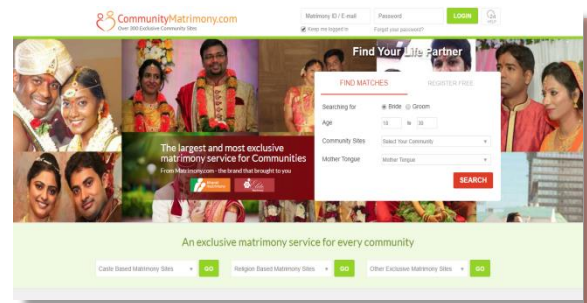 CommunityMatrimony.com
Over 300 Exclusive Community Sites
Matrimony ID / E-mail
Password
LOGIN
Keep me logged in
Forgot your password?
Find Your Life Partner
FIND MATCHES
REGISTER FREE
Searching for
Bride
Groom
Age
18
to
Community Sites
Select Your Community
Mother Tongue
Mother Tongue
SEARCH
The largest and most exclusive
matrimony service for Communities
From Matrimony.com - the brand that brought to you
An exclusive matrimony service for every community
Caste Based Matrimony Sites
GO
Religion Based Matrimony Sites
GO
Other Exclusive Matrimony Sites
GO